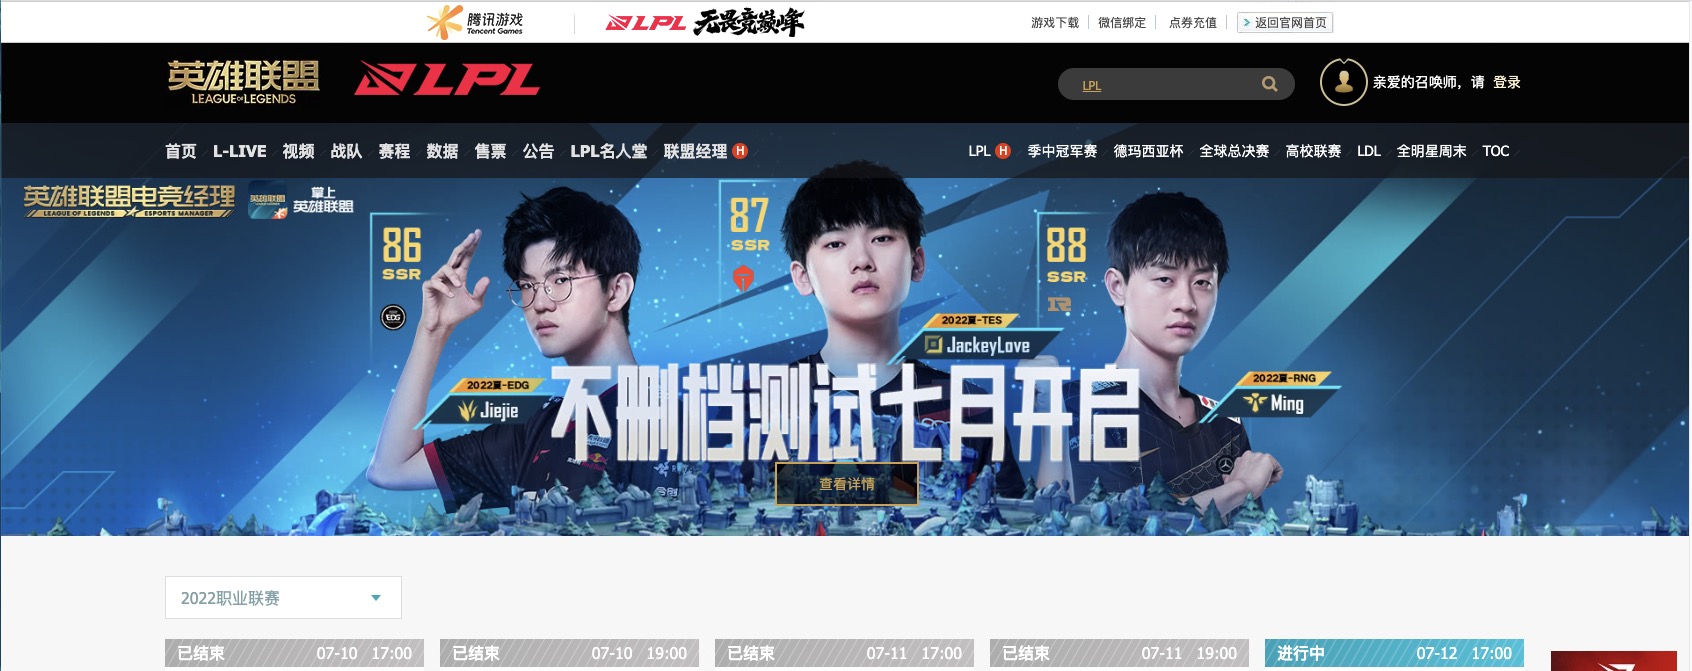 腾讯游戏
Tencent Games
LPL 无畏竞巅峰
游戏下载 微信绑定 点券充值 返回官网首页
英雄联盟
LEAGUE OF LEGENDS
LPL
LPL
亲爱的召唤师，请 登录
首页 L-LIVE 视频 战队 赛程 数据 售票 公告 LPL名人堂 联盟经理 H
LPL H 季中冠军赛 德玛西亚杯 全球总决赛 高校联赛 LDL 全明星周末 TOC
英雄联盟电竞经理
LEAGUE OF LEGENDS ESPORTS MANAGER
英雄联盟
掌上
英雄联盟
86
SSR
EDG
87
SSR
88
SSR
2022夏-EDG
Jiejie
2022夏-TES
JackeyLove
2022夏-RNG
Ming
不删档测试七月开启
查看详情
2022职业联赛
已结束 07-10 17:00
已结束 07-10 19:00
已结束 07-11 17:00
已结束 07-11 19:00
进行中 07-12 17:00